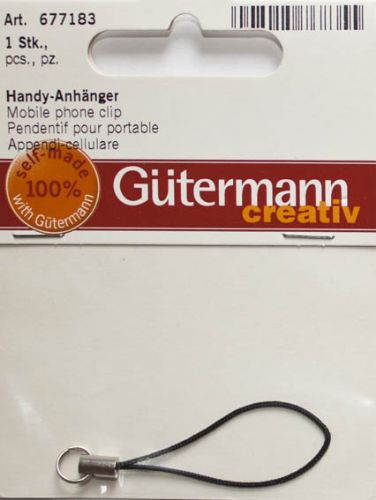 Art. 677183
1 Stk.,
pcs., pz.
Handy-Anhänger
Mobile phone clip
Pendentif pour portable
Appendi-cellulare
self-made
100%
with Gütermann
Gütermann
creativ